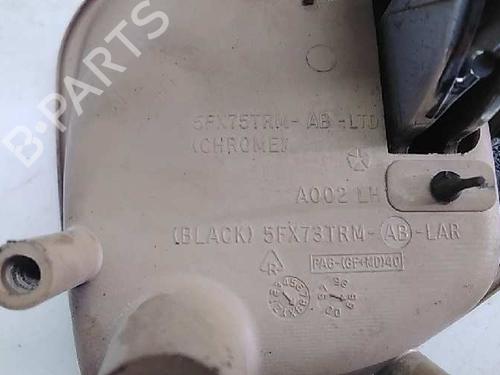 B-PARTS
5FX75TRM-AB-LTD
(CHROME)
A002 LH
(BLACK) 5FX73TRM-AB-LAR
R
PA6-(GF+MD)40